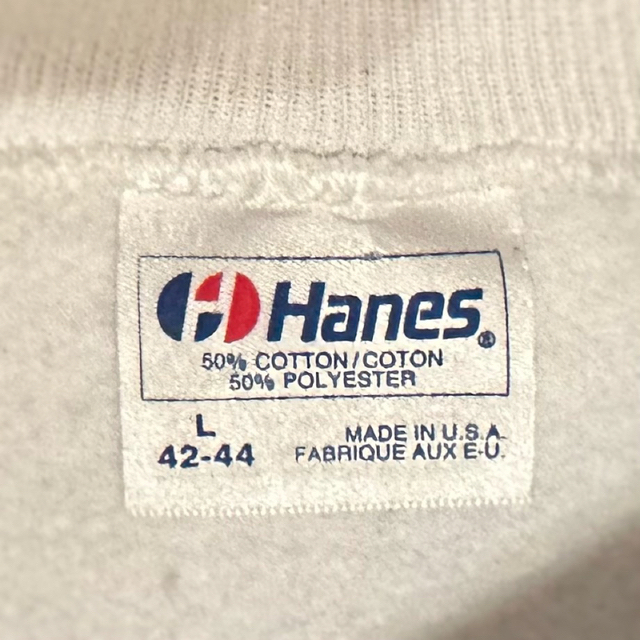 Hanes®
50% COTTON/COTON
50% POLYESTER
L
42-44
MADE IN U.S.A.
FABRIQUE AUX E.U.